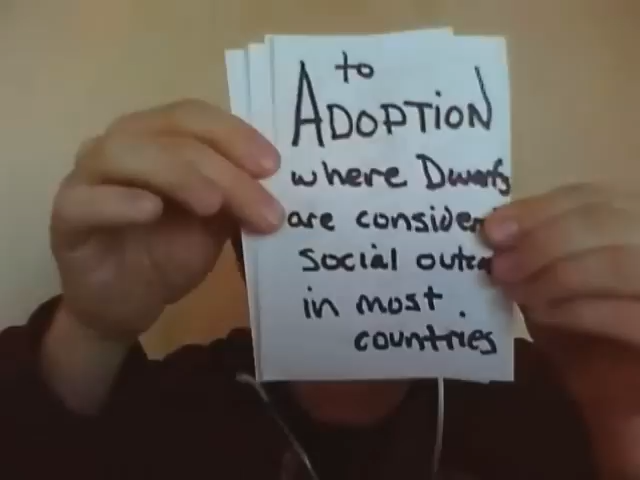 to
ADOPTION
where Dwarfs
are
social
in most
countries